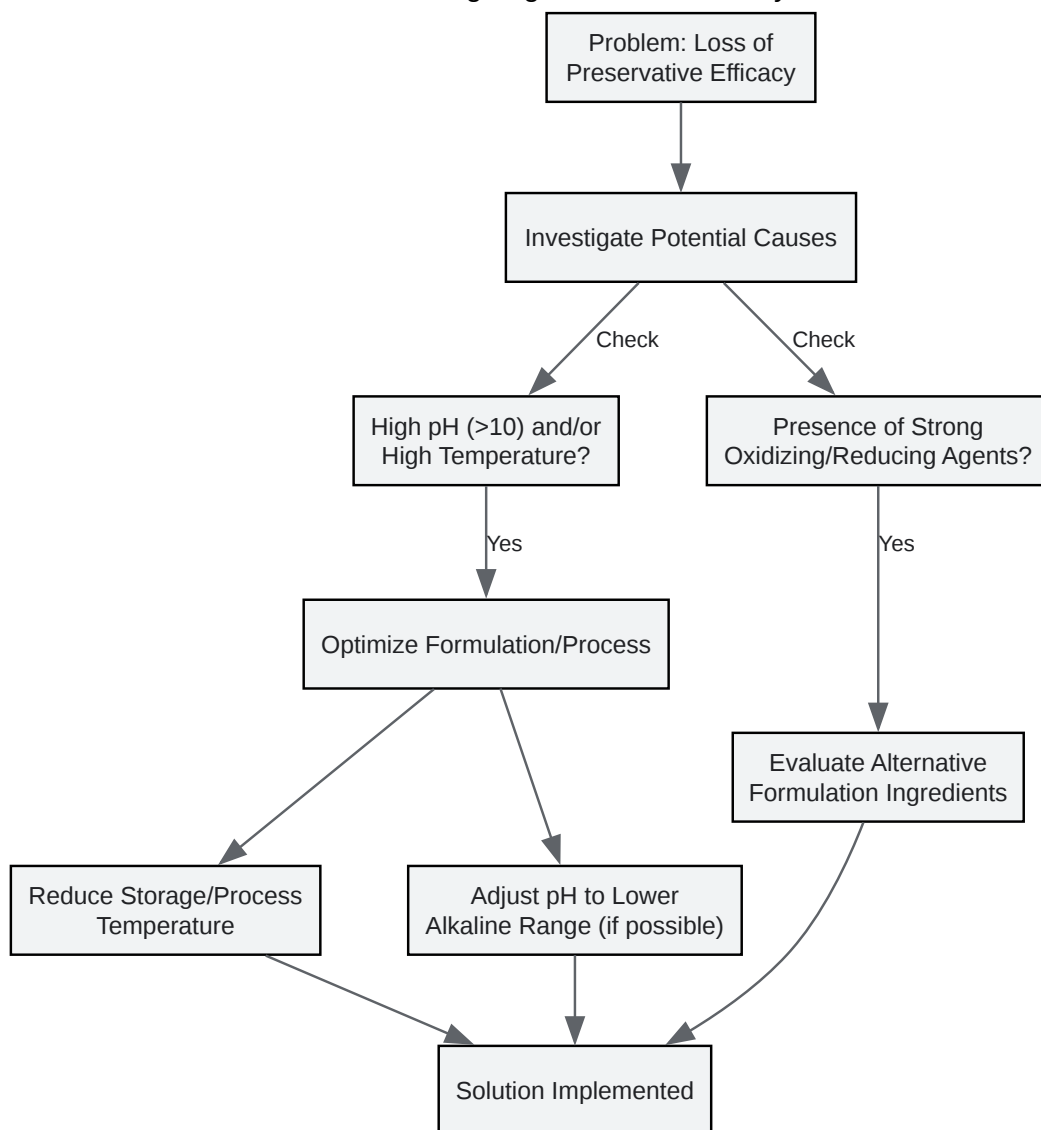 Problem: Loss of
Preservative Efficacy
Investigate Potential Causes
Check
Check
High pH (>10) and/or
High Temperature?
Presence of Strong
Oxidizing/Reducing Agents?
Yes
Yes
Optimize Formulation/Process
Evaluate Alternative
Formulation Ingredients
Reduce Storage/Process
Temperature
Adjust pH to Lower
Alkaline Range (if possible)
Solution Implemented